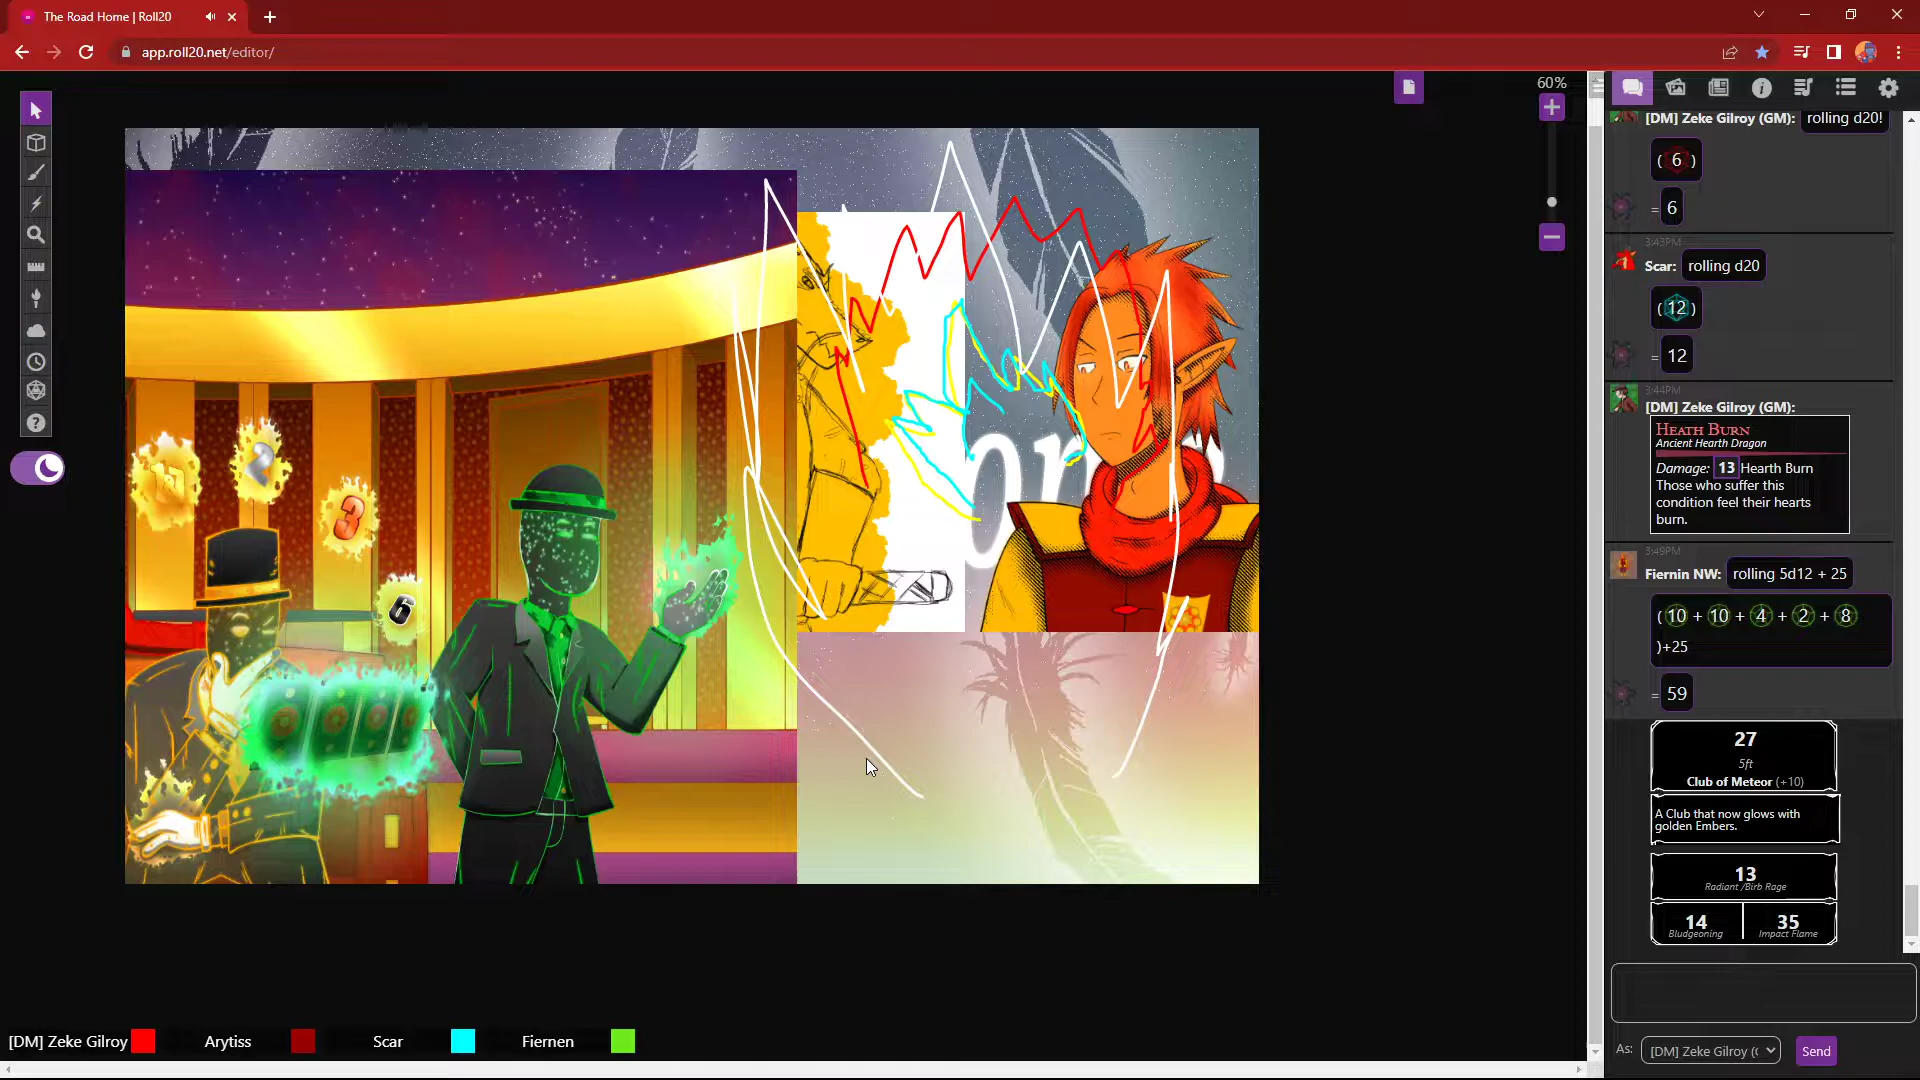 The Road Home | Roll20
app.roll20.net/editor/
60%
[DM] Zeke Gilroy (GM): rolling d20!
( 6 )
= 6
3:43PM
Scar: rolling d20
(12)
= 12
3:44PM
[DM] Zeke Gilroy (GM):
Heath Burn
Ancient Hearth Dragon
Damage: 13 Hearth Burn
Those who suffer this
condition feel their hearts
burn.
3:49PM
Fiernin NW: rolling 5d12 + 25
(10 + 10 + 4 + 2 + 8
)+25
= 59
27
5ft
Club of Meteor (+10)
A Club that now glows with
golden Embers.
13
Radiant /Birb Rage
14 35
Bludgeoning Impact Flame
3
6
om
[DM] Zeke Gilroy Arytiss Scar Fiernen
As: [DM] Zeke Gilroy (G Send